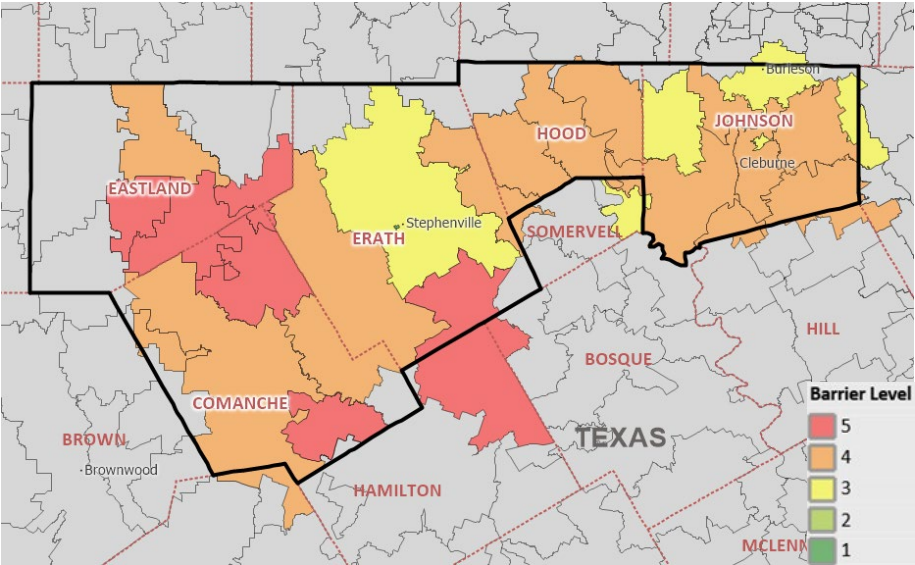 Burleson
JOHNSON
HOOD
Cleburne
EASTLAND
Stephenville
ERATH
SOMERVELL
HILL
BOSQUE
Barrier Level
5
4
3
2
1
COMANCHE
TEXAS
BROWN
Brownwood
HAMILTON
MCLENN